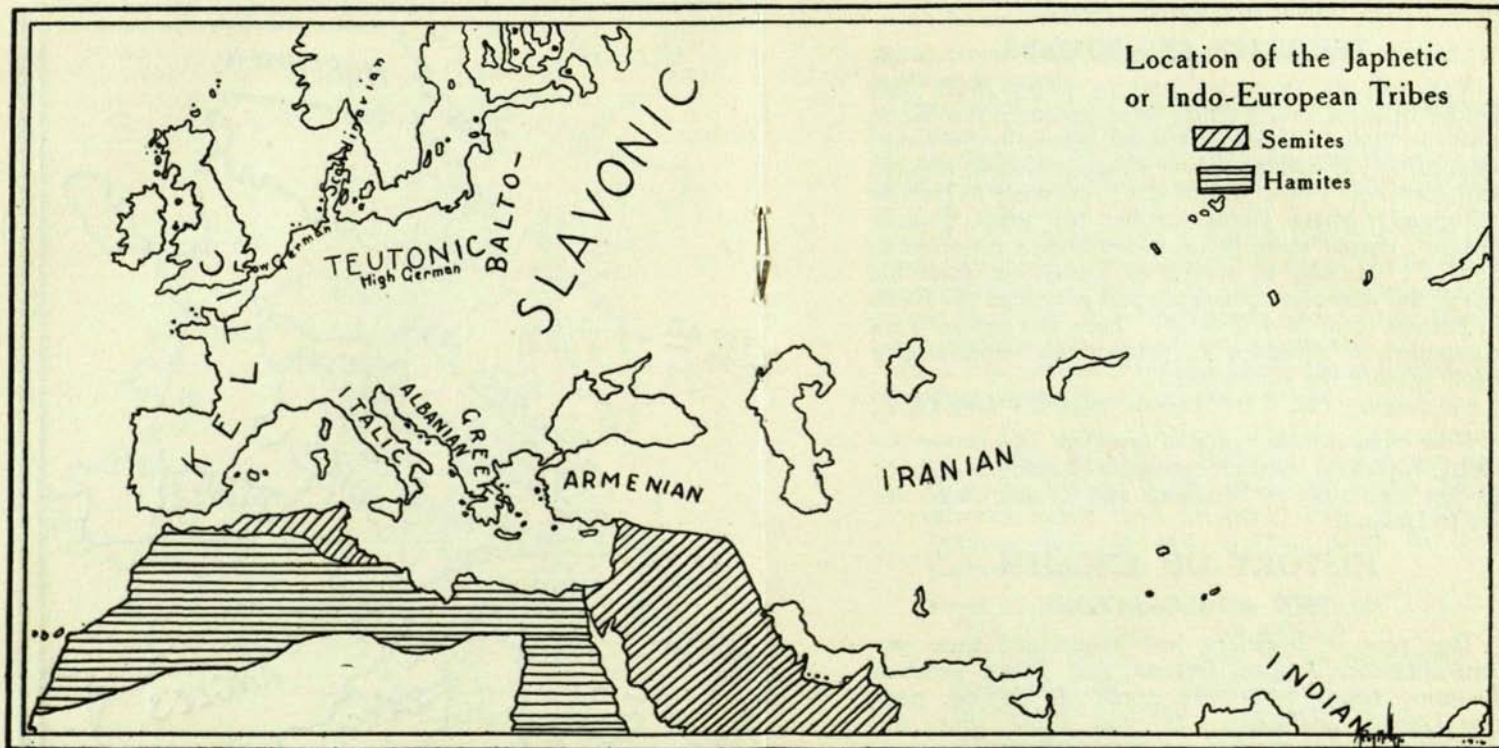 Location of the Japhetic
or Indo-European Tribes
Semites
Hamites
SLAVONIC
BALTO-
TEUTONIC
High German
Low German
KELTIC
ITALIC
ALBANIAN
GREEK
ARMENIAN
IRANIAN
INDIAN